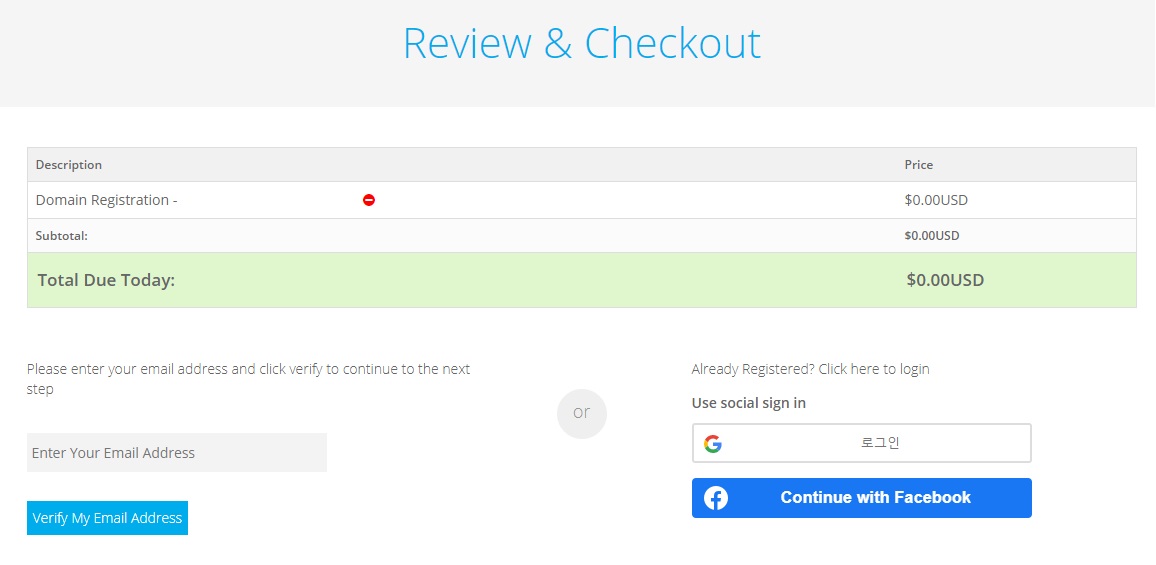 Review & Checkout
Description Price
Domain Registration - $0.00USD
Subtotal: $0.00USD
Total Due Today: $0.00USD
Please enter your email address and click verify to continue to the next
step
Enter Your Email Address
Verify My Email Address
or
Already Registered? Click here to login
Use social sign in
로그인
Continue with Facebook